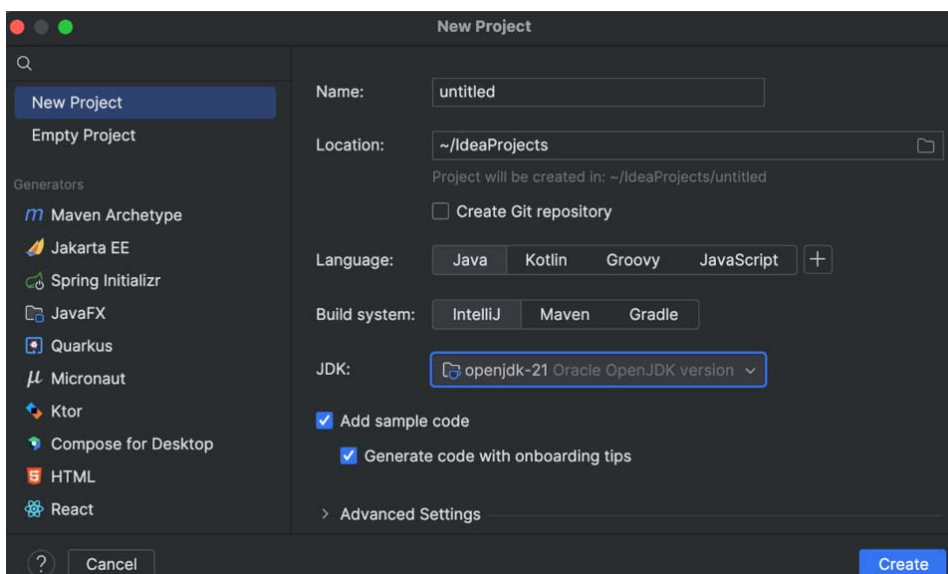 New Project
New Project
Empty Project
Generators
Maven Archetype
Jakarta EE
Spring Initializr
JavaFX
Quarkus
Micronaut
Ktor
Compose for Desktop
HTML
React
Name: untitled
Location: ~/IdeaProjects
Project will be created in: ~/IdeaProjects/untitled
Create Git repository
Language: Java Kotlin Groovy JavaScript
Build system: IntelliJ Maven Gradle
JDK: openjdk-21 Oracle OpenJDK version
Add sample code
Generate code with onboarding tips
Advanced Settings
? Cancel Create